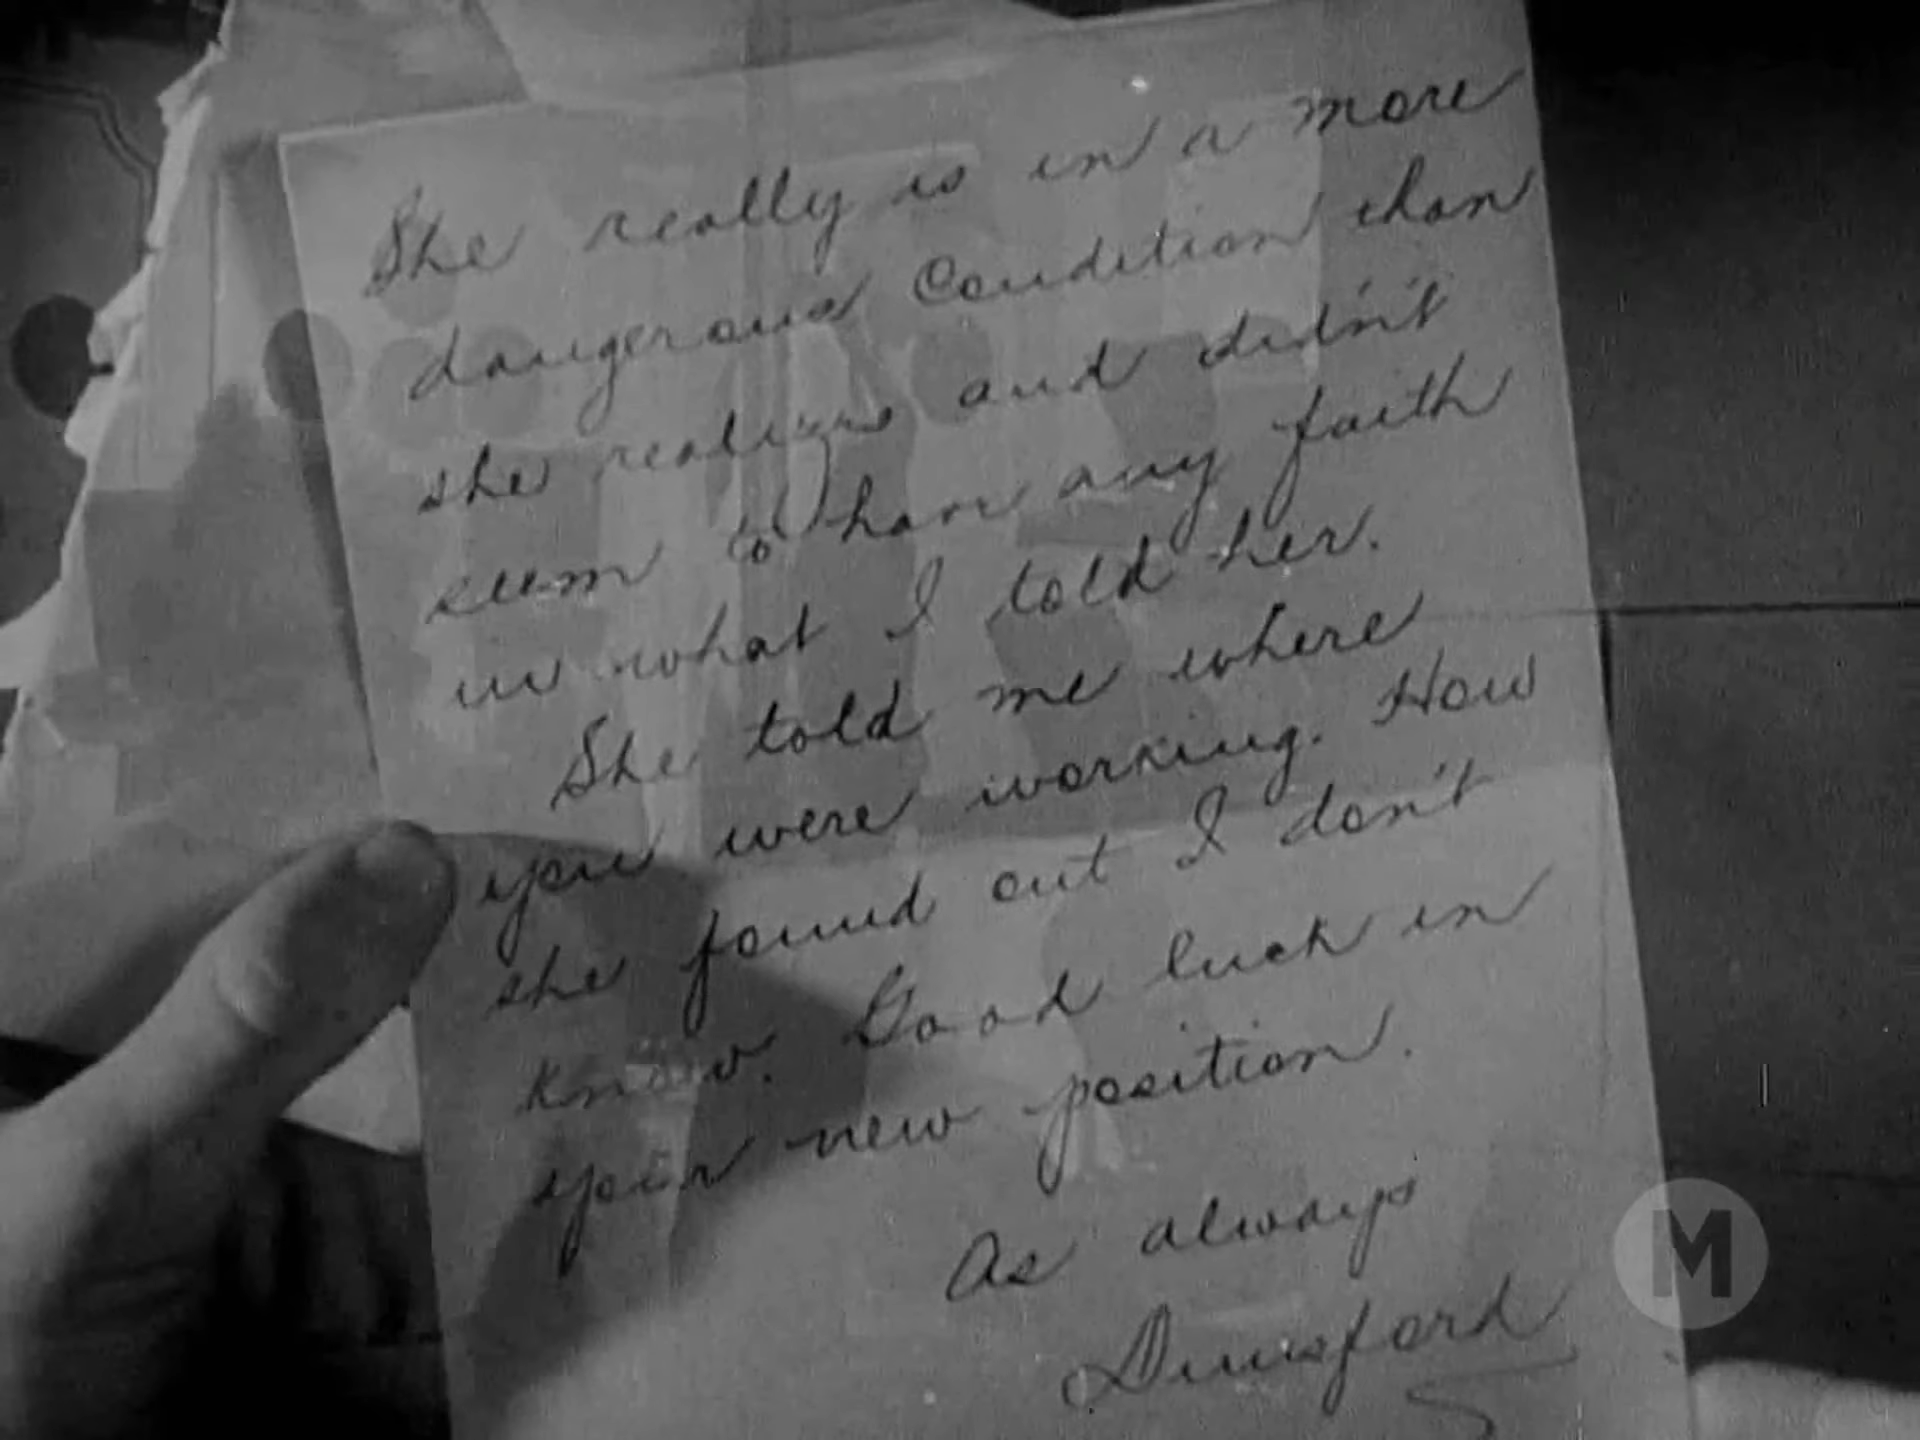 She really is in a more
dangerous condition than
she realizes and didn't
seem to have any faith
in what I told her.
She told me where
you were working. How
she found out I don't
know. Good luck in
your new position.
As always
Dunsford
M